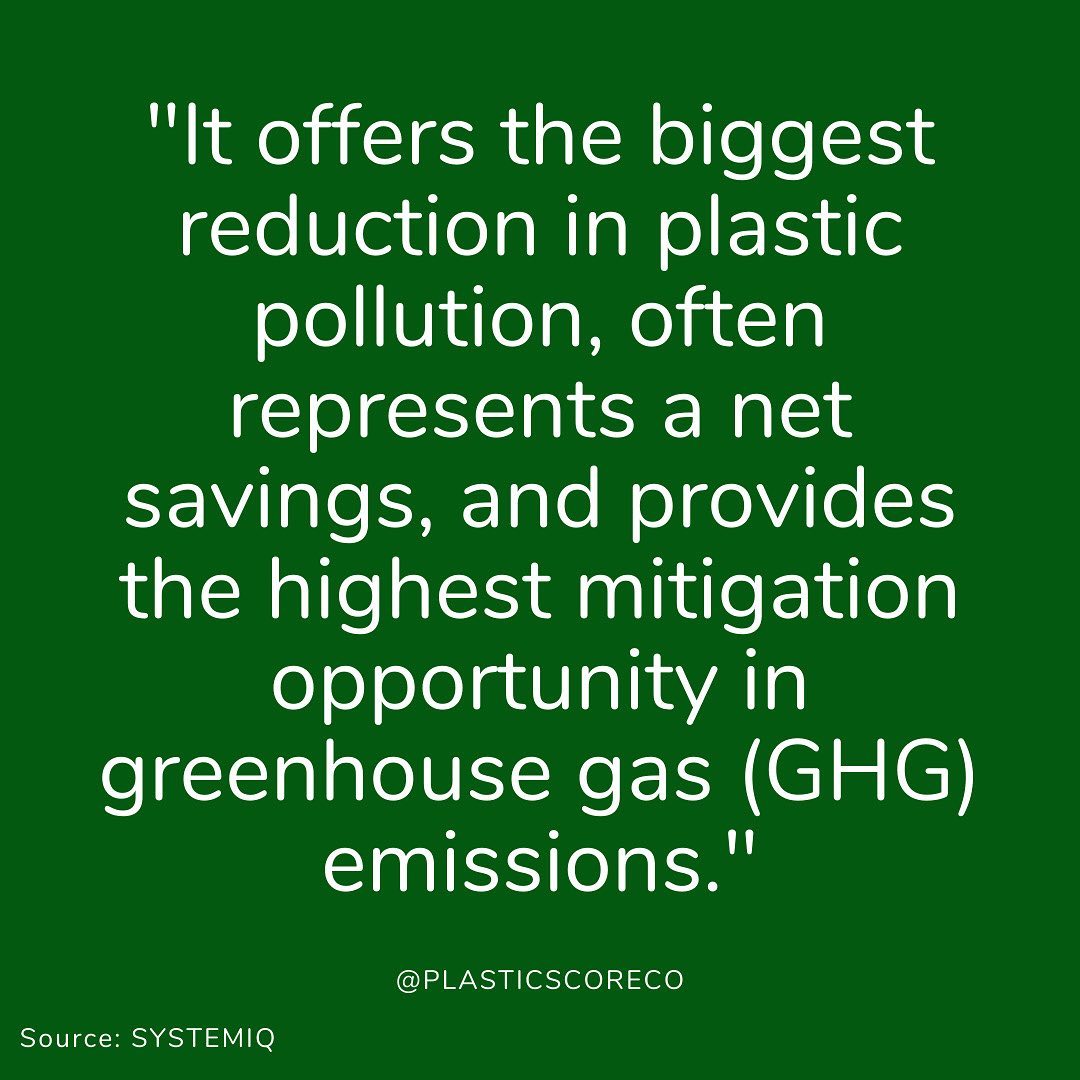 "It offers the biggest
reduction in plastic
pollution, often
represents a net
savings, and provides
the highest mitigation
opportunity in
greenhouse gas (GHG)
emissions."
@PLASTICSCORECO
Source: SYSTEMIQ